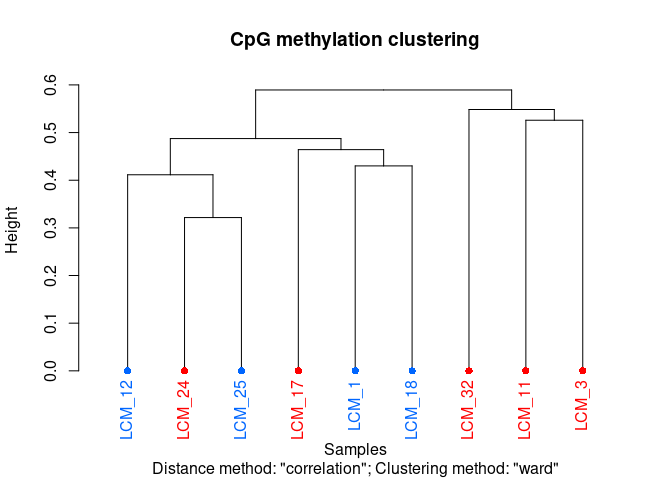 CpG methylation clustering
Height
0.6
0.5
0.4
0.3
0.2
0.1
0.0
LCM_12
LCM_24
LCM_25
LCM_17
LCM_1
LCM_18
LCM_32
LCM_11
LCM_3
Samples
Distance method: "correlation"; Clustering method: "ward"